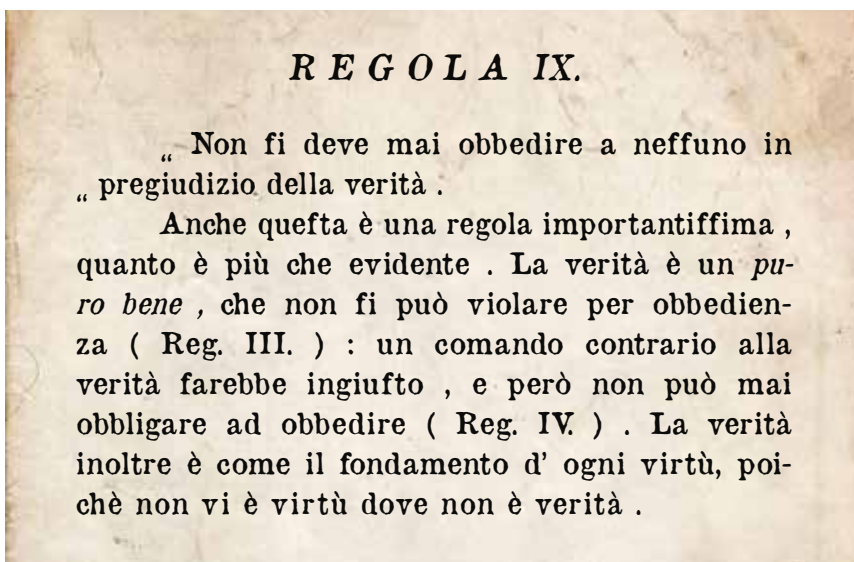 REGOLA IX.
„ Non fi deve mai obbedire a neffuno in
„ pregiudizio della verità .
Anche quefta è una regola importantiffima ,
quanto è più che evidente . La verità è un pu-
ro bene , che non fi può violare per obbedien-
za ( Reg. III. ) : un comando contrario alla
verità farebbe ingiufto , e però non può mai
obbligare ad obbedire ( Reg. IV. ) . La verità
inoltre è come il fondamento d' ogni virtù, poi-
chè non vi è virtù dove non è verità .